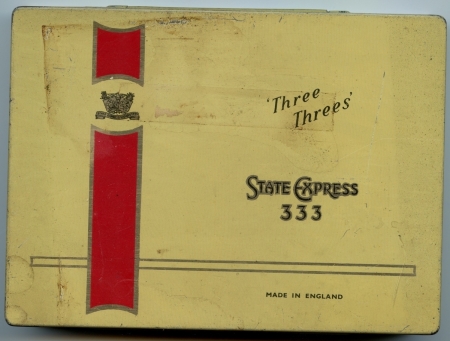 'Three
Threes'
STATE EXPRESS
333
MADE IN ENGLAND